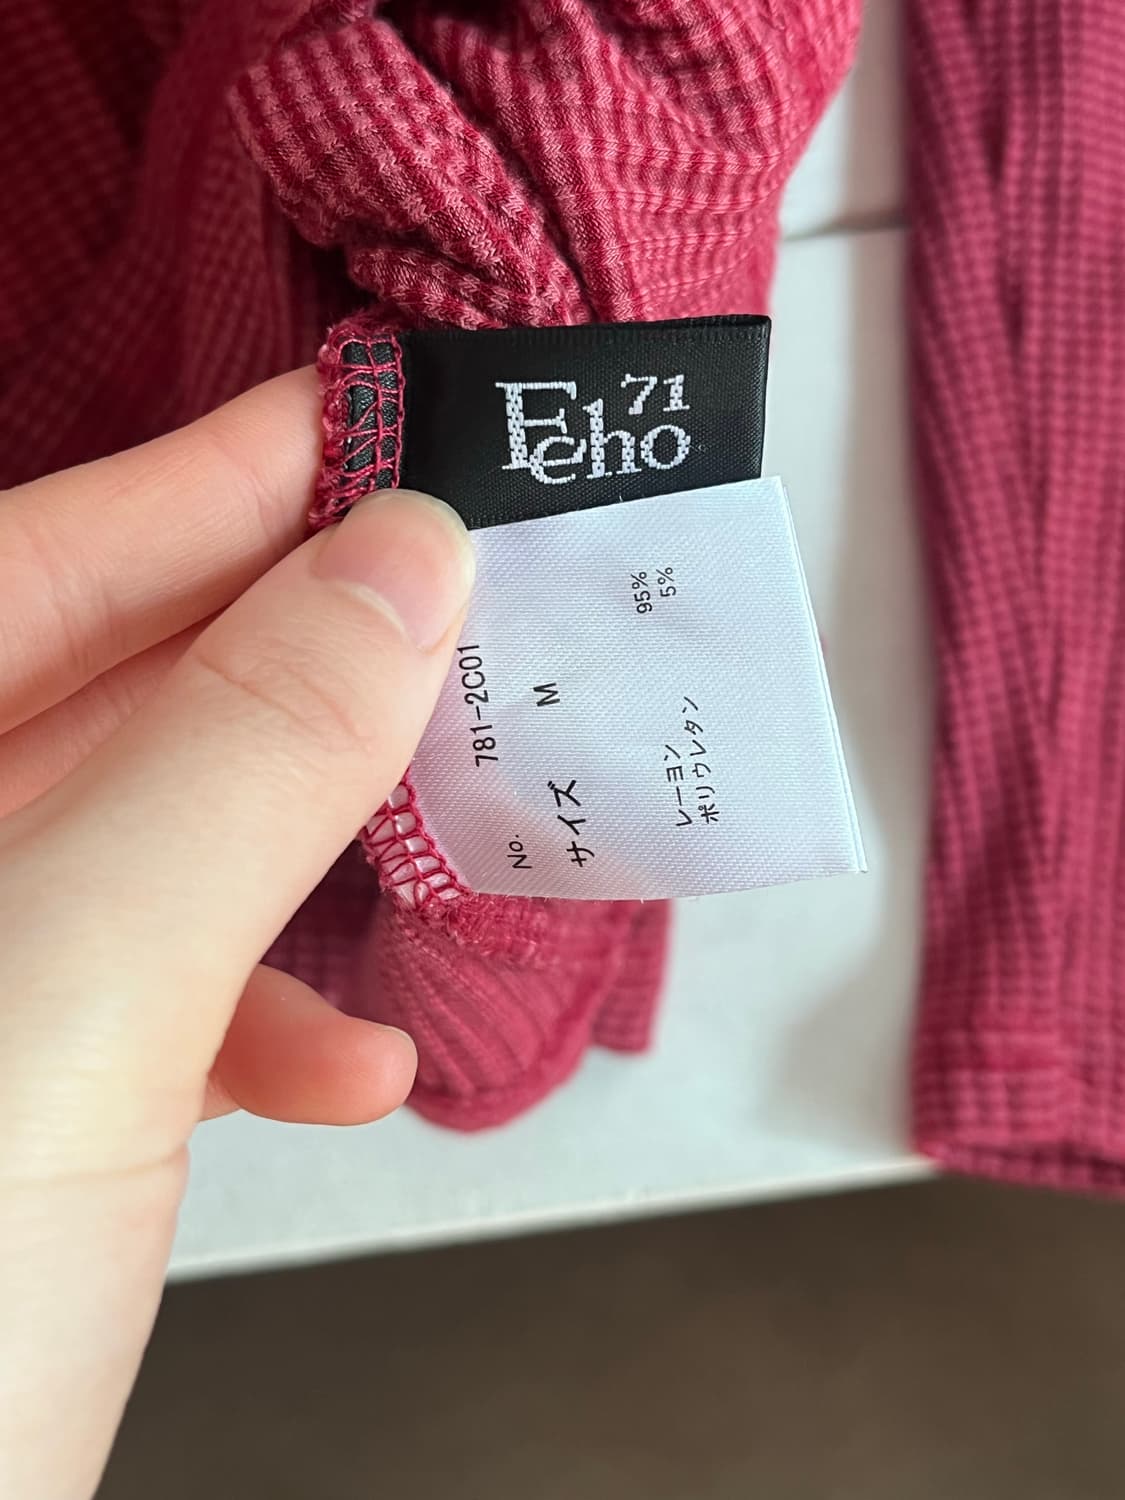 Echo 71
No. 781-2C01
サイズ M
レーヨン 95%
ポリウレタン 5%